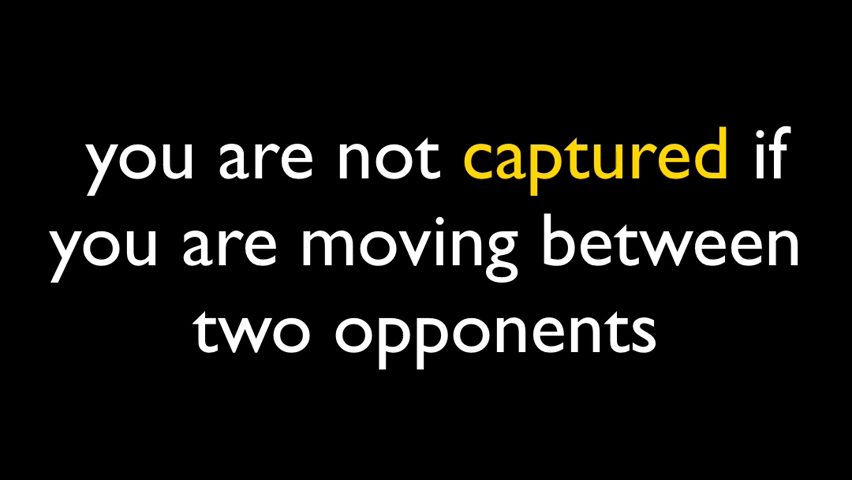 you are not captured if
you are moving between
two opponents